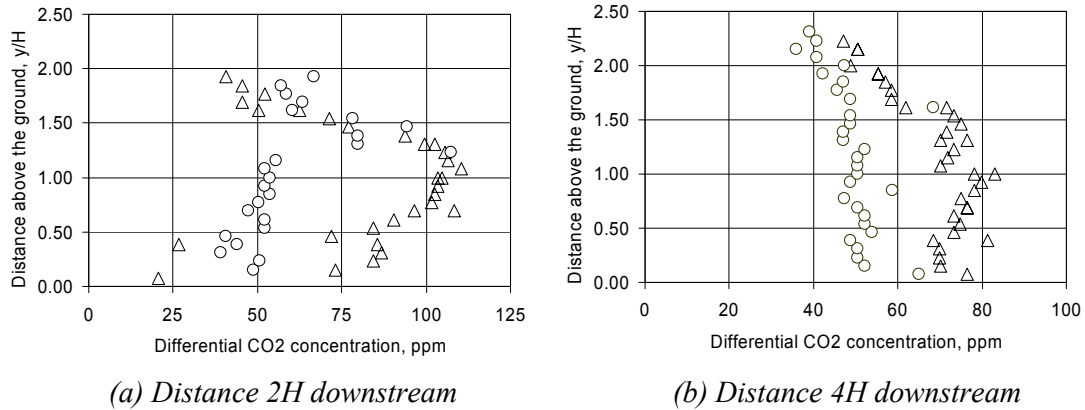 2.50
2.00
1.50
1.00
0.50
0.00
Distance above the ground, y/H
0 25 50 75 100 125
Differential CO2 concentration, ppm
(a) Distance 2H downstream
2.50
2.00
1.50
1.00
0.50
0.00
Distance above the ground, y/H
0 20 40 60 80 100
Differential CO2 concentration, ppm
(b) Distance 4H downstream